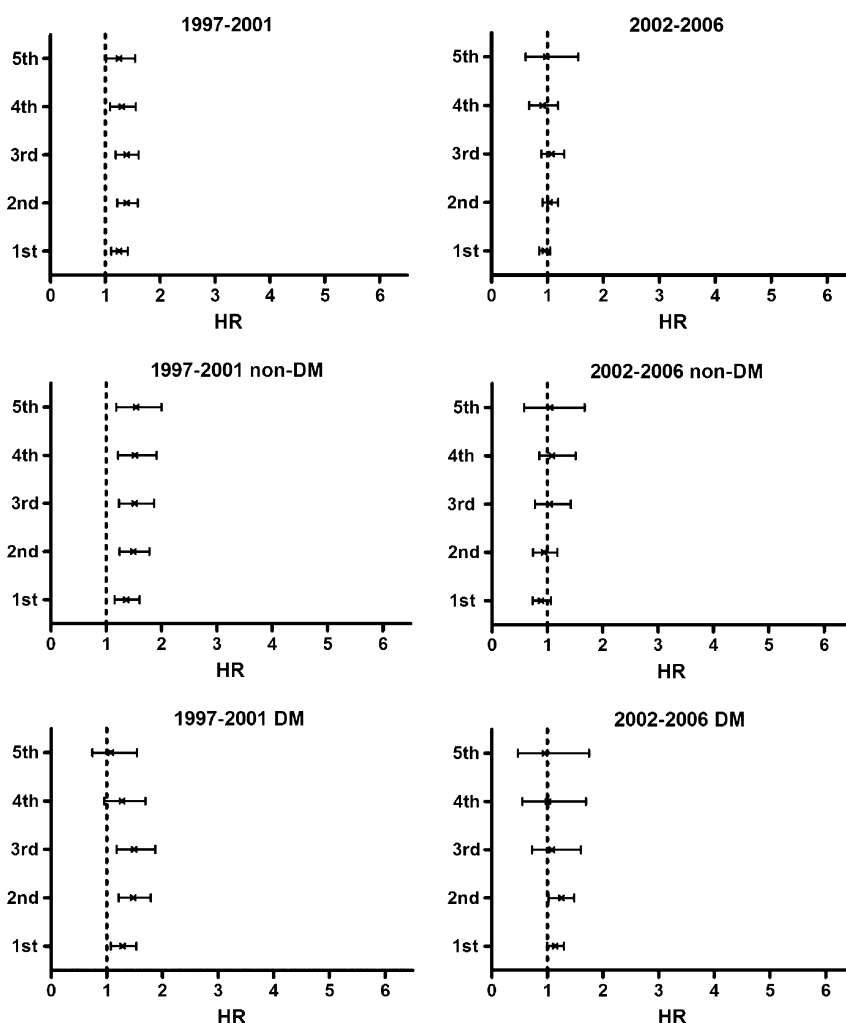 1997-2001
5th
4th
3rd
2nd
1st
0 1 2 3 4 5 6
HR
2002-2006
5th
4th
3rd
2nd
1st
0 1 2 3 4 5 6
HR
1997-2001 non-DM
5th
4th
3rd
2nd
1st
0 1 2 3 4 5 6
HR
2002-2006 non-DM
5th
4th
3rd
2nd
1st
0 1 2 3 4 5 6
HR
1997-2001 DM
5th
4th
3rd
2nd
1st
0 1 2 3 4 5 6
HR
2002-2006 DM
5th
4th
3rd
2nd
1st
0 1 2 3 4 5 6
HR